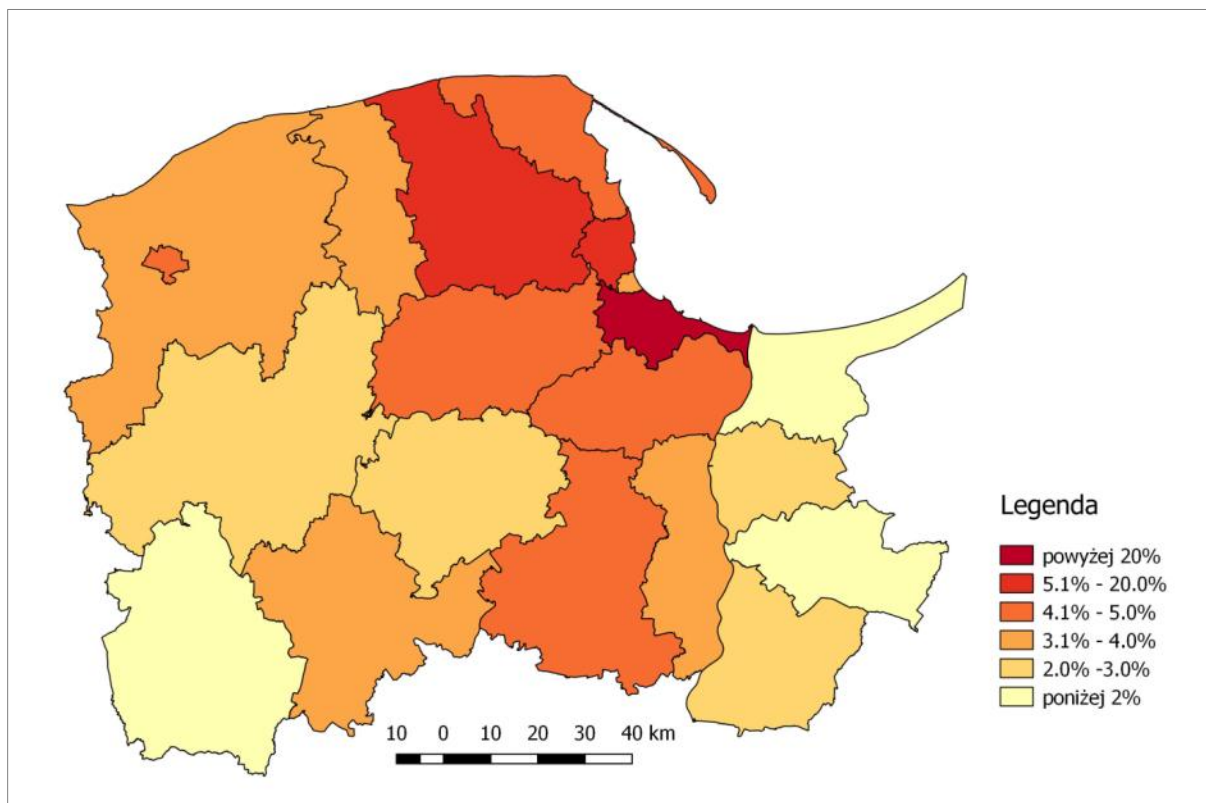 Legenda
powyżej 20%
5.1% - 20.0%
4.1% - 5.0%
3.1% - 4.0%
2.0% -3.0%
poniżej 2%
10 0 10 20 30 40 km